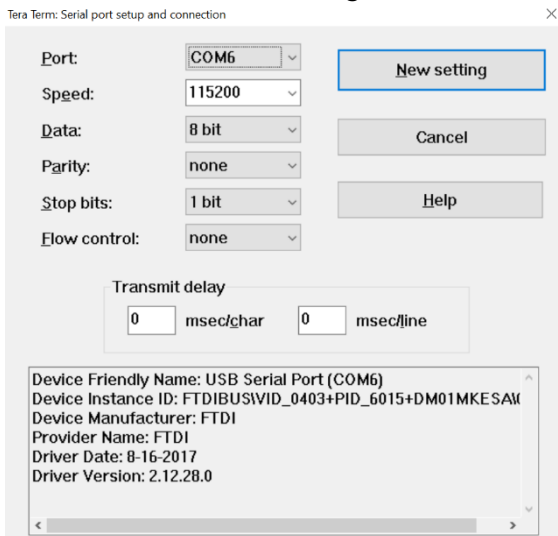 Tera Term: Serial port setup and connection
Port: COM6
New setting
Speed: 115200
Data: 8 bit
Cancel
Parity: none
Stop bits: 1 bit
Help
Flow control: none
Transmit delay
0 msec/char 0 msec/line
Device Friendly Name: USB Serial Port (COM6)
Device Instance ID: FTDIBUS\VID_0403+PID_6015+DM01MKESA\
Device Manufacturer: FTDI
Provider Name: FTDI
Driver Date: 8-16-2017
Driver Version: 2.12.28.0